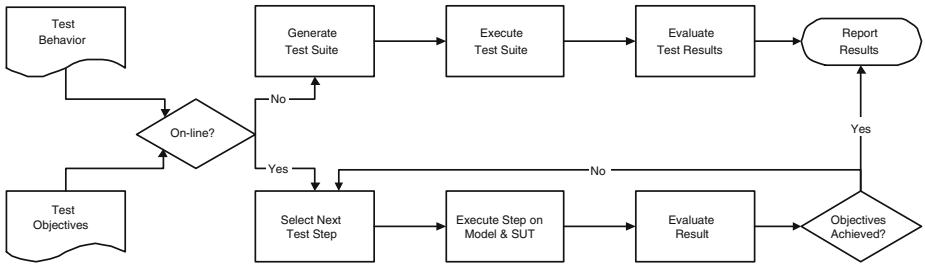 Test
Behavior
Generate
Test Suite
Execute
Test Suite
Evaluate
Test Results
Report
Results
No
On-line?
Yes
Yes
No
Test
Objectives
Select Next
Test Step
Execute Step on
Model & SUT
Evaluate
Result
Objectives
Achieved?